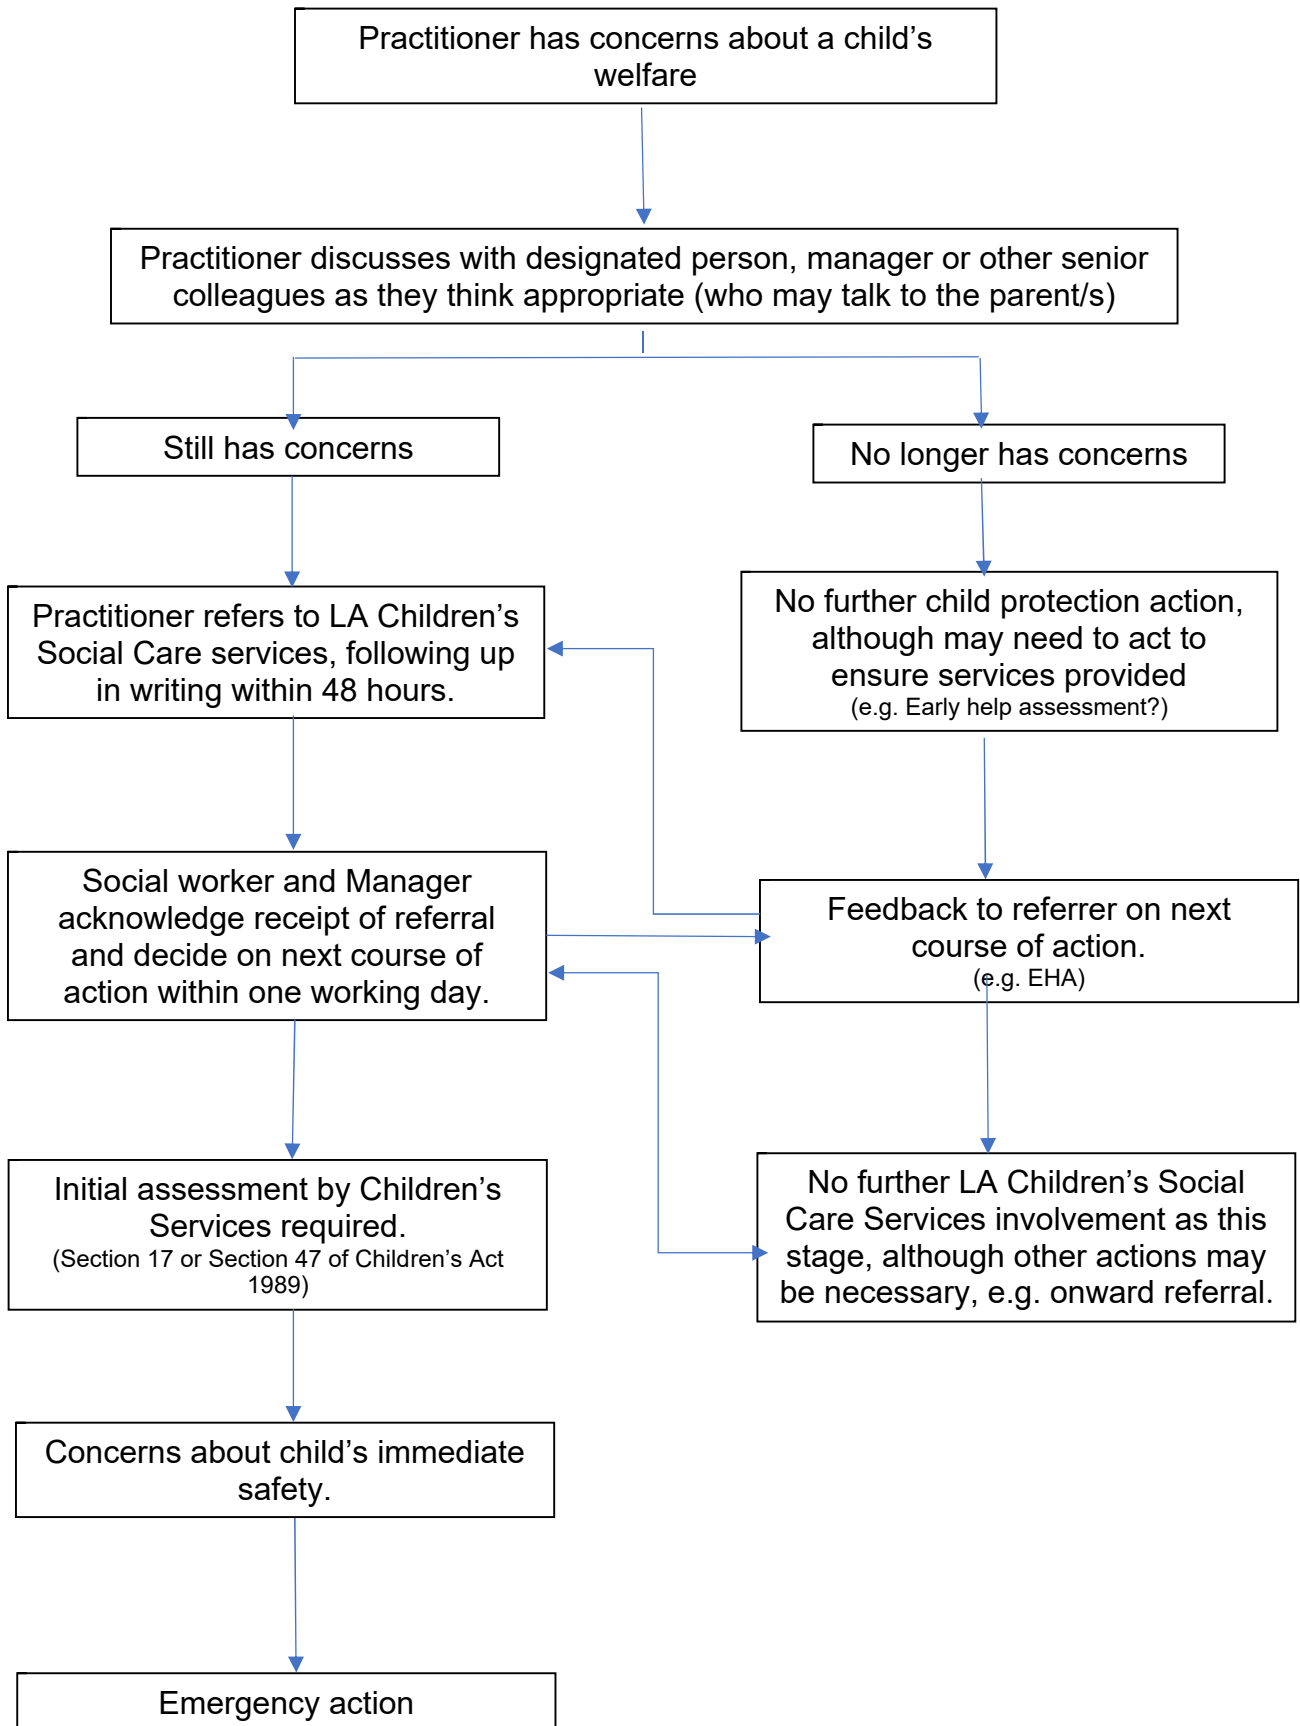 Practitioner has concerns about a child’s
welfare
Practitioner discusses with designated person, manager or other senior
colleagues as they think appropriate (who may talk to the parent/s)
Still has concerns
No longer has concerns
Practitioner refers to LA Children’s
Social Care services, following up
in writing within 48 hours.
No further child protection action,
although may need to act to
ensure services provided
(e.g. Early help assessment?)
Social worker and Manager
acknowledge receipt of referral
and decide on next course of
action within one working day.
Feedback to referrer on next
course of action.
(e.g. EHA)
Initial assessment by Children’s
Services required.
(Section 17 or Section 47 of Children’s Act
1989)
No further LA Children’s Social
Care Services involvement as this
stage, although other actions may
be necessary, e.g. onward referral.
Concerns about child’s immediate
safety.
Emergency action